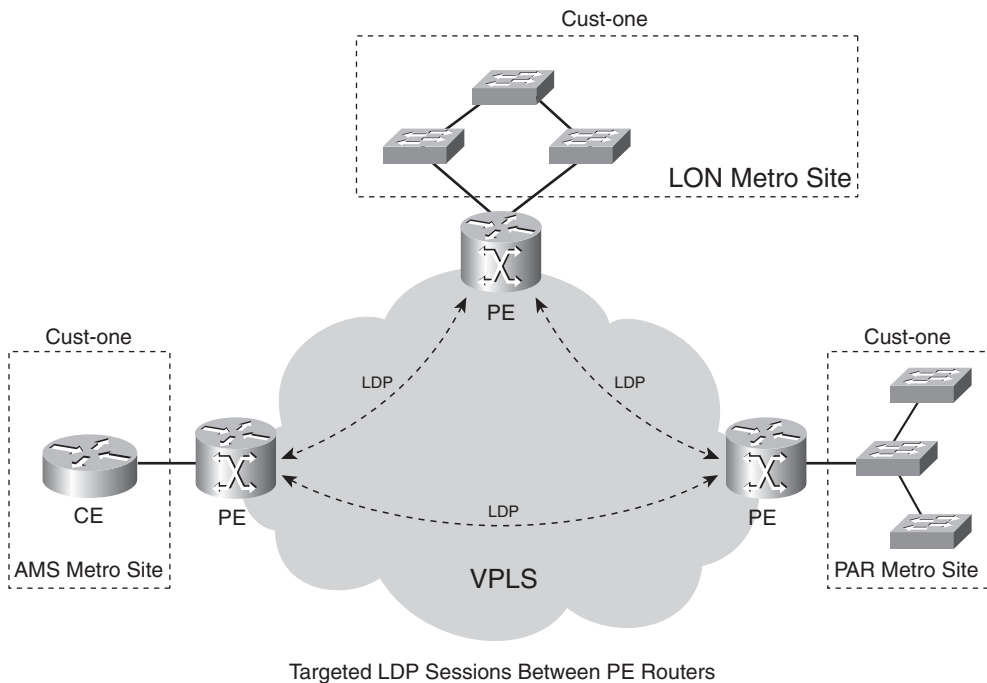 Cust-one
LON Metro Site
PE
Cust-one
Cust-one
LDP
LDP
CE
PE
PE
LDP
AMS Metro Site
VPLS
PAR Metro Site
Targeted LDP Sessions Between PE Routers